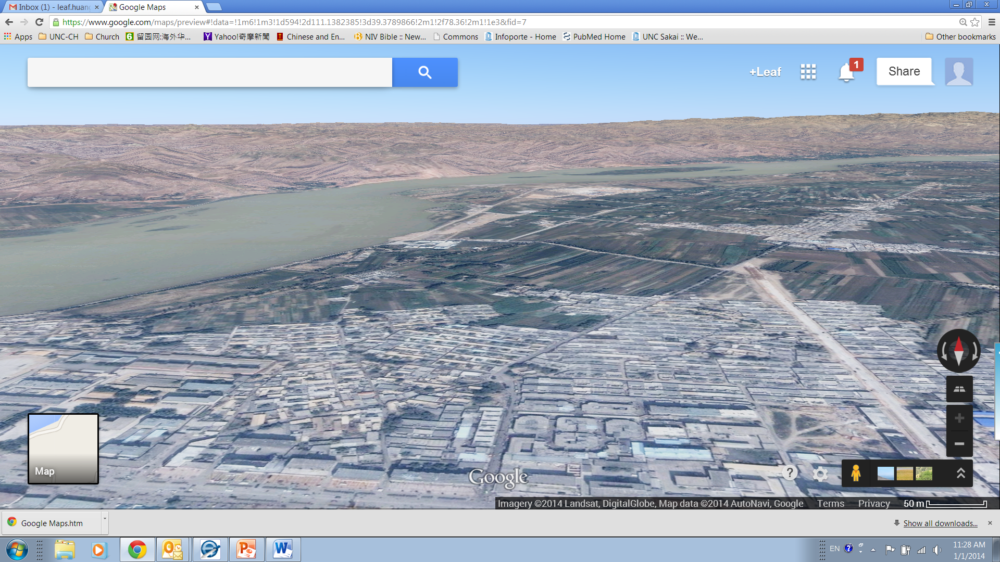 Inbox (1) - leaf.huan
Google Maps
https://www.google.com/maps/preview#!data=!1m6!1m3!1d594!2d111.1382385!3d39.3789866!2m1!2f78.36!2m1!1e3&fid=7
Apps UNC-CH Church 留园网:海外华... Yahoo!奇摩新聞 Chinese and En... NIV Bible :: New... Commons Infoporte - Home PubMed Home UNC Sakai :: We... Other bookmarks
+Leaf 1 Share
Map
Google
?
Imagery ©2014 Landsat, DigitalGlobe, Map data ©2014 AutoNavi, Google Terms Privacy 50 m
Google Maps.htm
Show all downloads...
EN
11:28 AM
1/1/2014